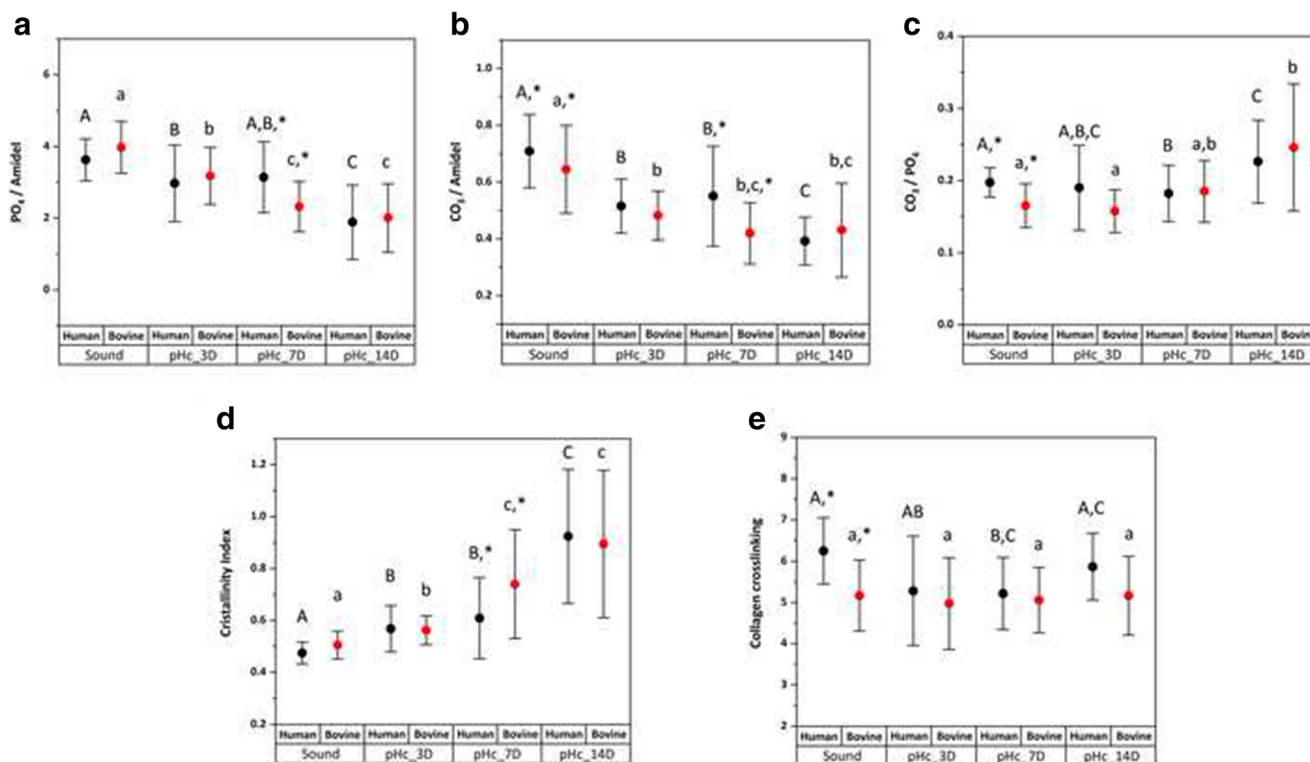 a
PO₄ / AmideI
6
4
2
0
A
a
B
b
A,B,*
c,*
C
c
Human Bovine Human Bovine Human Bovine Human Bovine
Sound pHc_3D pHc_7D pHc_14D
b
CO₃ / AmideI
1.0
0.8
0.6
0.4
0.2
A,*
a,*
B
b
B,*
b,c,*
C
b,c
Human Bovine Human Bovine Human Bovine Human Bovine
Sound pHc_3D pHc_7D pHc_14D
c
CO₃ / PO₄
0.4
0.3
0.2
0.1
0.0
A,*
a,*
A,B,C
a
B
a,b
C
b
Human Bovine Human Bovine Human Bovine Human Bovine
Sound pHc_3D pHc_7D pHc_14D
d
Cristallinity Index
1.2
1.0
0.8
0.6
0.4
0.2
A
a
B
b
B,*
c,*
C
c
Human Bovine Human Bovine Human Bovine Human Bovine
Sound pHc_3D pHc_7D pHc_14D
e
Collagen crosslinking
9
8
7
6
5
4
3
2
A,*
a,*
AB
a
B,C
a
A,C
a
Human Bovine Human Bovine Human Bovine Human Bovine
Sound pHc_3D pHc_7D pHc_14D